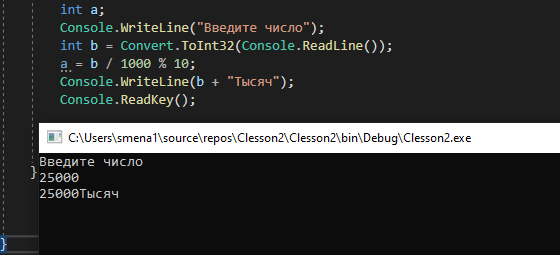 int a;
Console.WriteLine("Введите число");
int b = Convert.ToInt32(Console.ReadLine());
a = b / 1000 % 10;
Console.WriteLine(b + "Тысяч");
Console.ReadKey();
C:\Users\smena1\source\repos\Clesson2\Clesson2\bin\Debug\Clesson2.exe
Введите число
}
25000
25000Тысяч
}